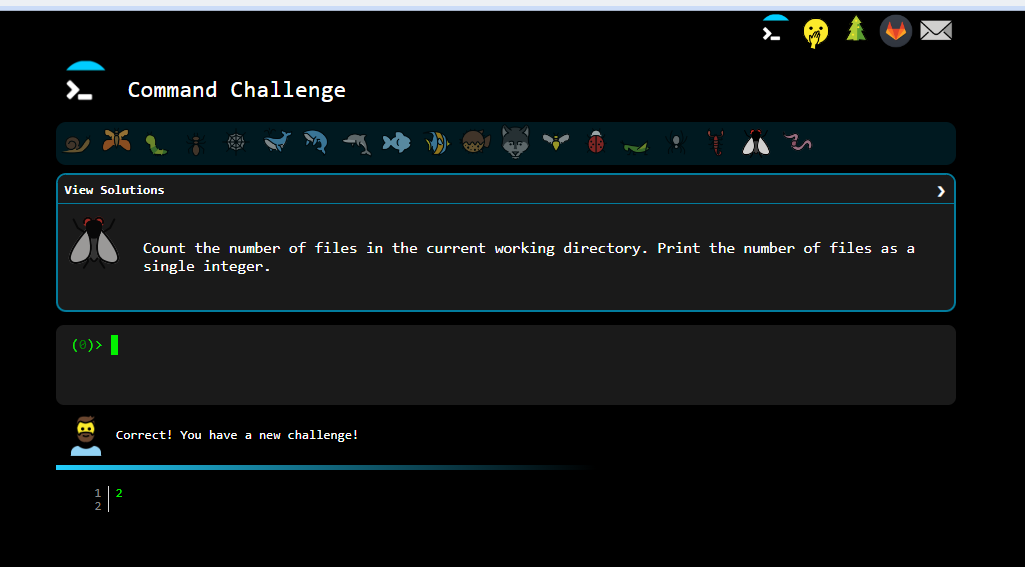 Command Challenge
View Solutions
Count the number of files in the current working directory. Print the number of files as a
single integer.
(0)>
Correct! You have a new challenge!
1 2
2